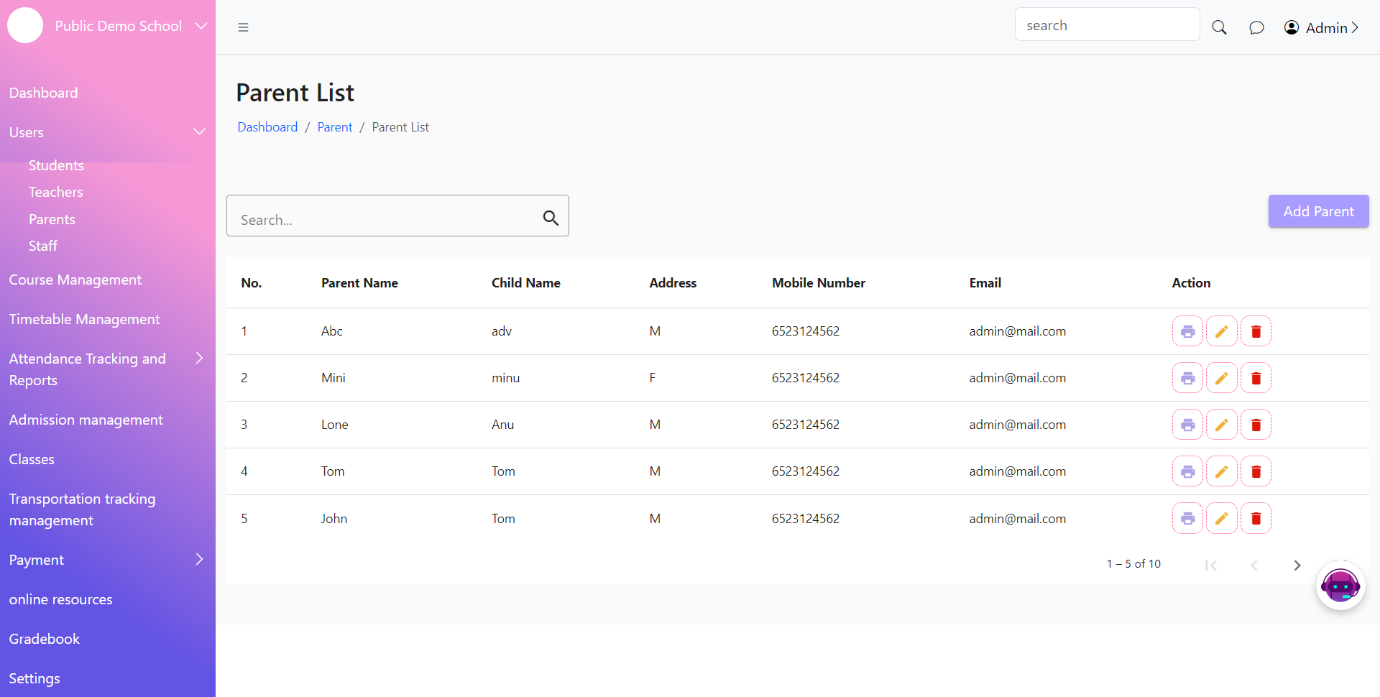 Public Demo School
search
Admin
Dashboard
Users
Students
Teachers
Parents
Staff
Course Management
Timetable Management
Attendance Tracking and
Reports
Admission management
Classes
Transportation tracking
management
Payment
online resources
Gradebook
Settings
Parent List
Dashboard / Parent / Parent List
Search...
Add Parent
No. Parent Name Child Name Address Mobile Number Email Action
1 Abc adv M 6523124562 admin@mail.com
2 Mini minu F 6523124562 admin@mail.com
3 Lone Anu M 6523124562 admin@mail.com
4 Tom Tom M 6523124562 admin@mail.com
5 John Tom M 6523124562 admin@mail.com
1 – 5 of 10